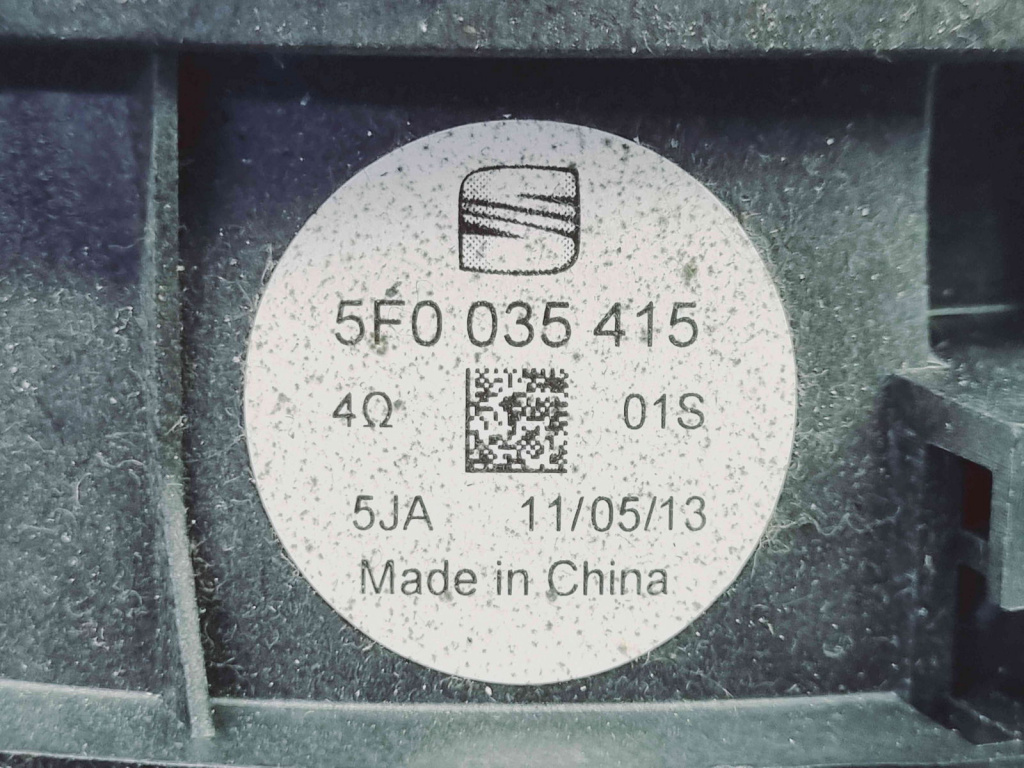 5F0 035 415
4Ω 01S
5JA 11/05/13
Made in China